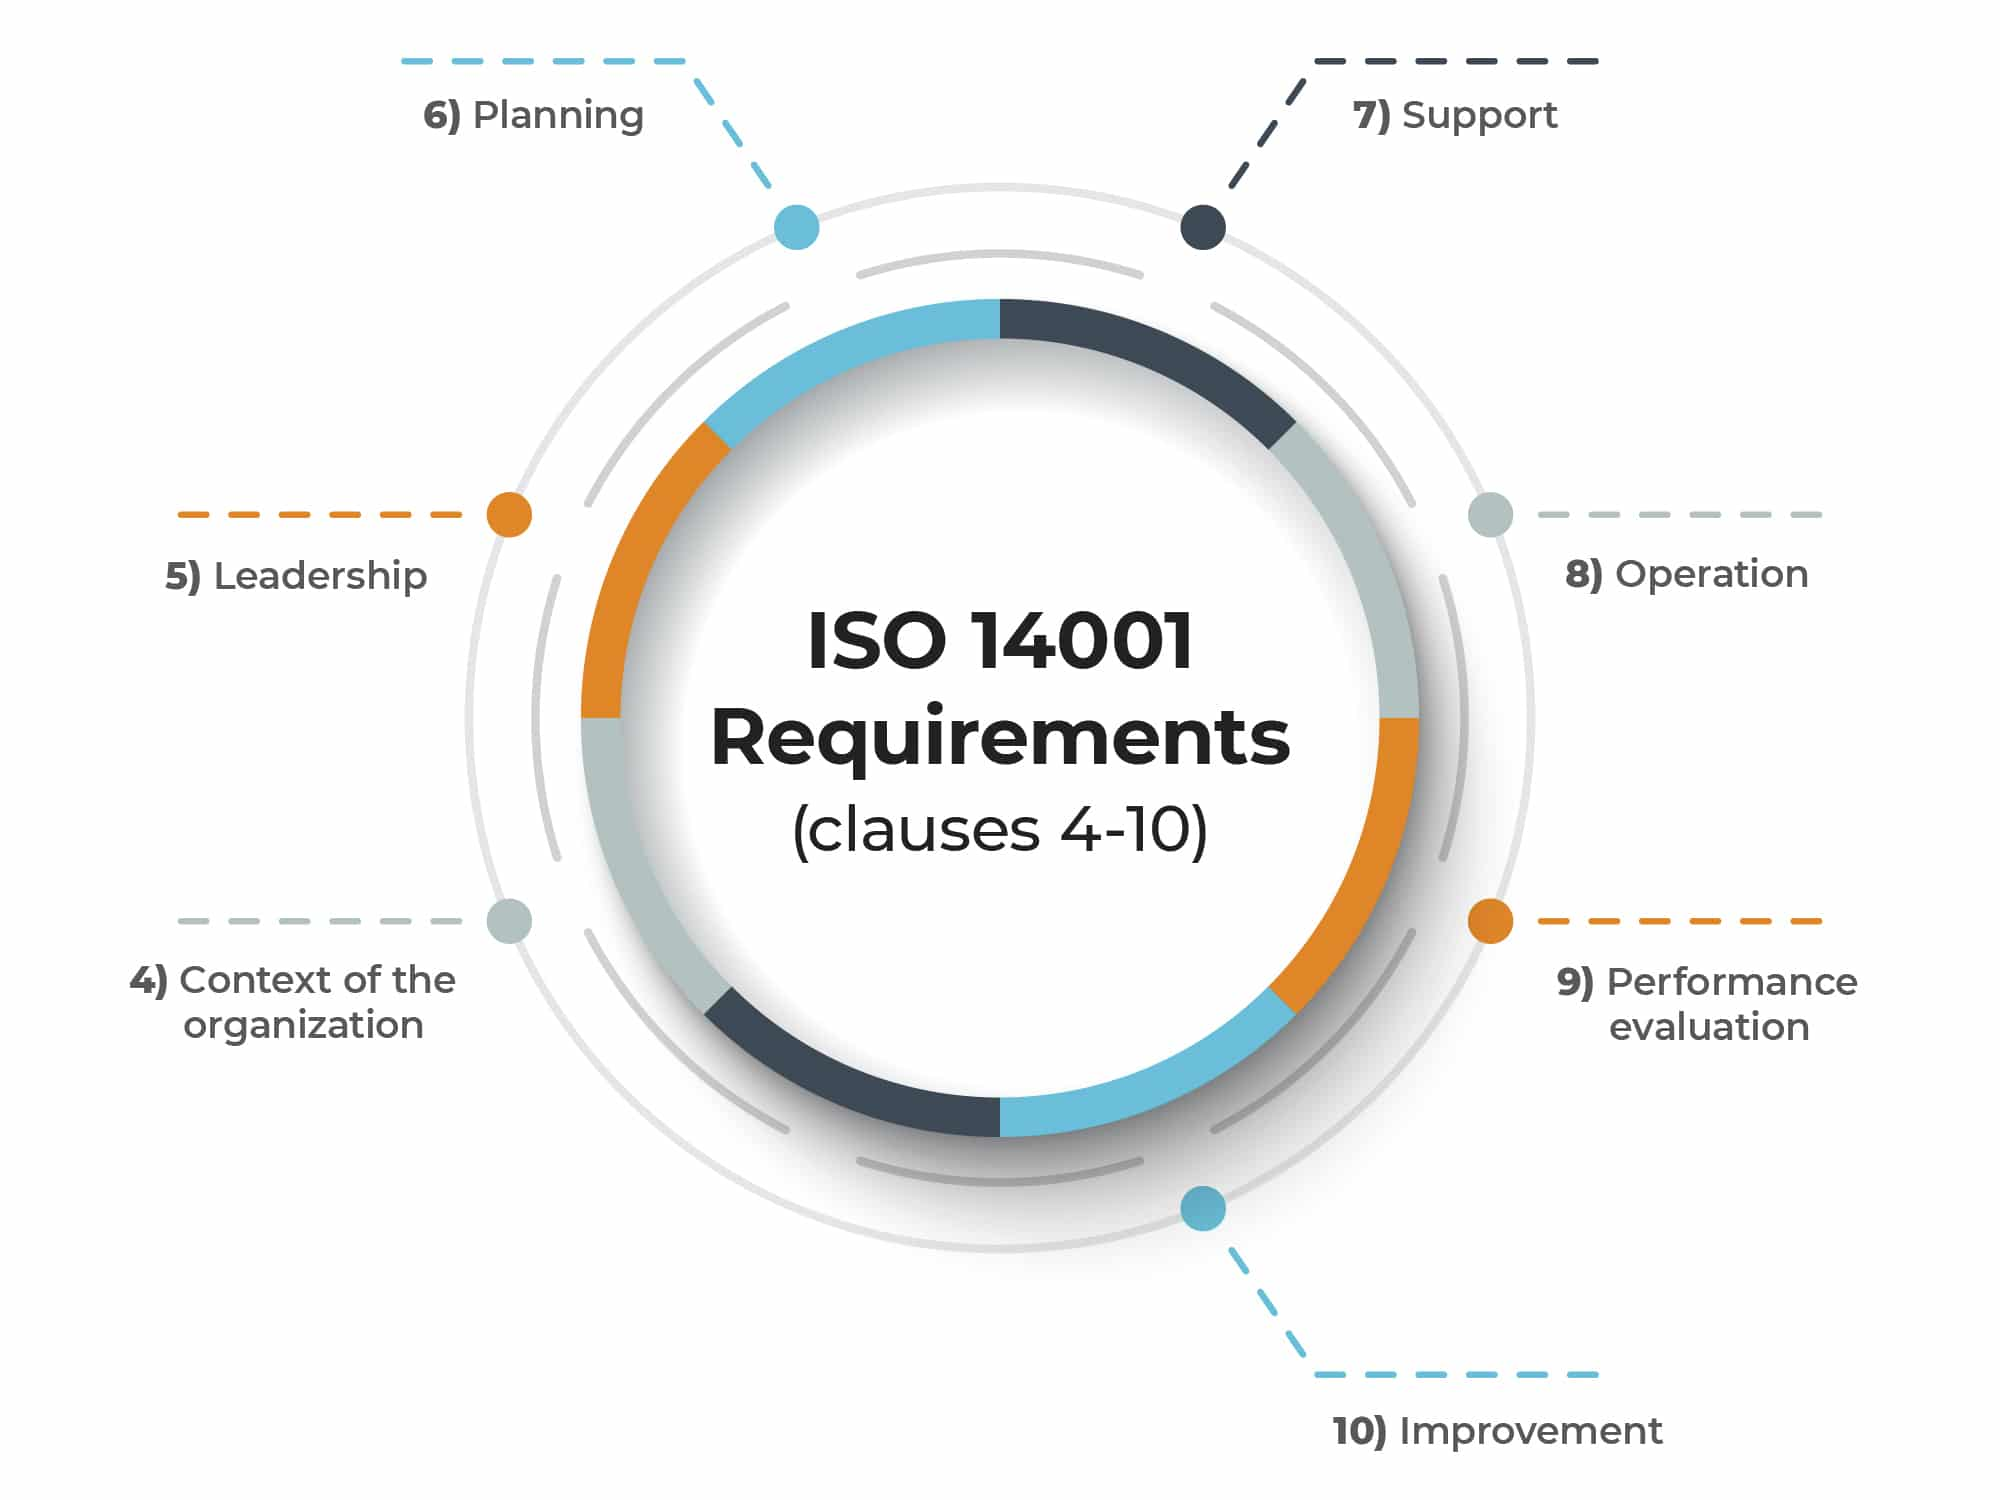 6) Planning
7) Support
5) Leadership
8) Operation
ISO 14001
Requirements
(clauses 4-10)
4) Context of the
organization
9) Performance
evaluation
10) Improvement